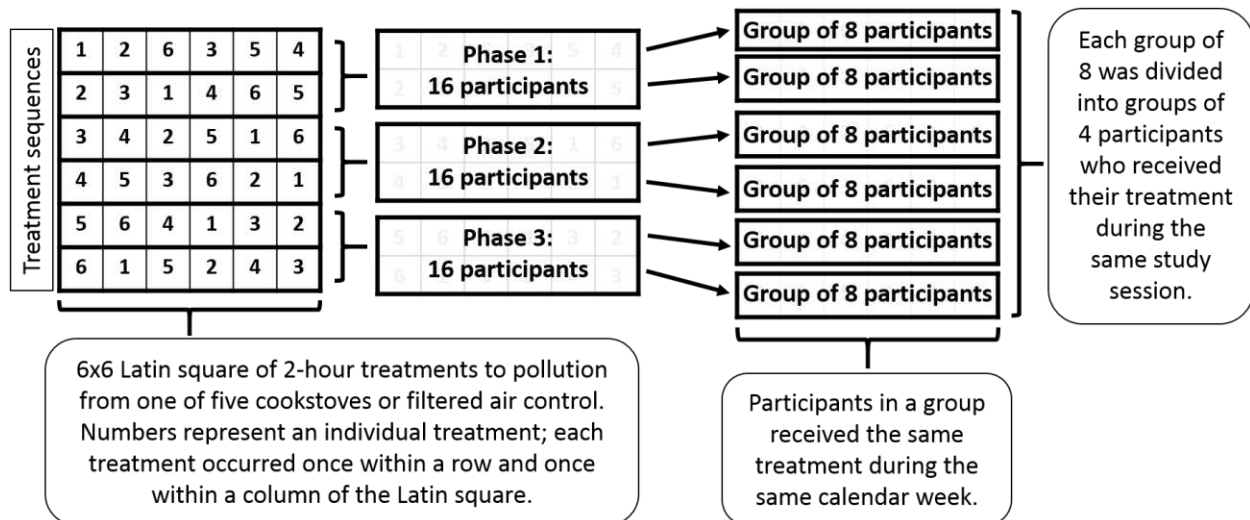 Treatment sequences
1 2 6 3 5 4
2 3 1 4 6 5
3 4 2 5 1 6
4 5 3 6 2 1
5 6 4 1 3 2
6 1 5 2 4 3
Phase 1:
16 participants
Phase 2:
16 participants
Phase 3:
16 participants
Group of 8 participants
Group of 8 participants
Group of 8 participants
Group of 8 participants
Group of 8 participants
Group of 8 participants
Each group of
8 was divided
into groups of
4 participants
who received
their treatment
during the
same study
session.
6x6 Latin square of 2-hour treatments to pollution
from one of five cookstoves or filtered air control.
Numbers represent an individual treatment; each
treatment occurred once within a row and once
within a column of the Latin square.
Participants in a group
received the same
treatment during the
same calendar week.